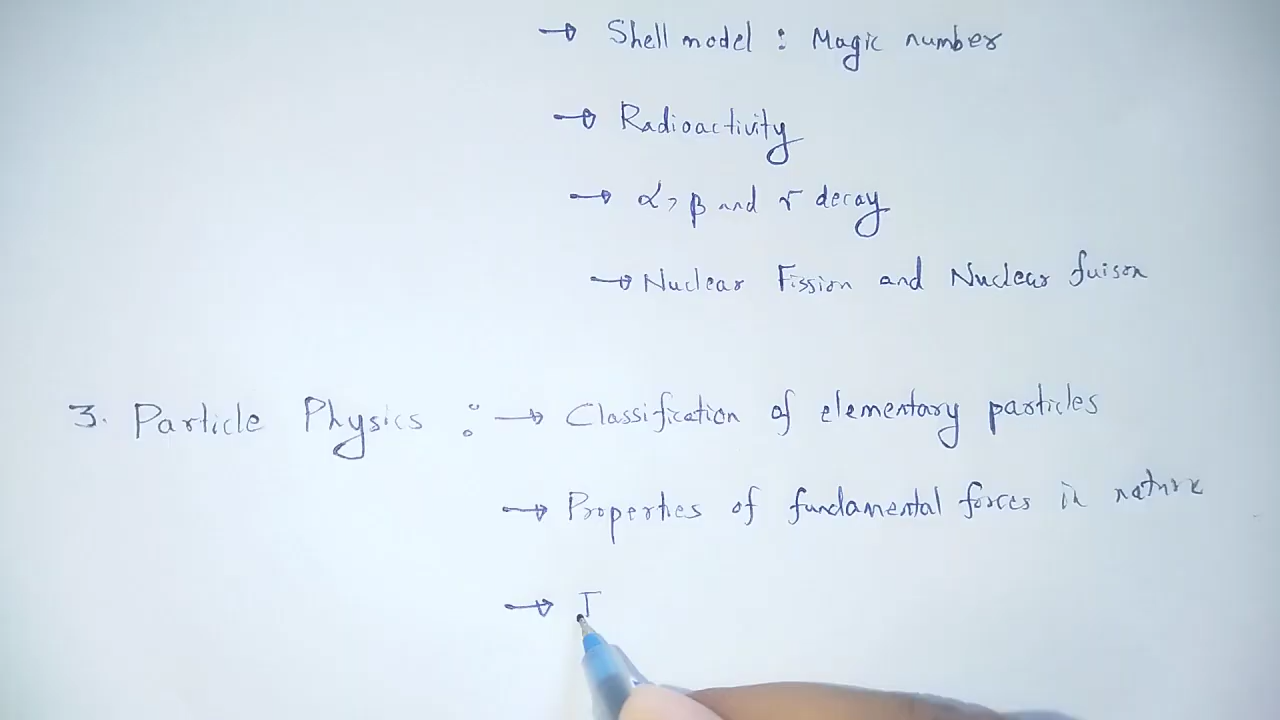 → Shell model : Magic number
→ Radioactivity
→ α, β and γ decay
→ Nuclear Fission and Nuclear fuison
3. Particle Physics : → Classification of elementary particles
→ Properties of fundamental forces in nature
→ I